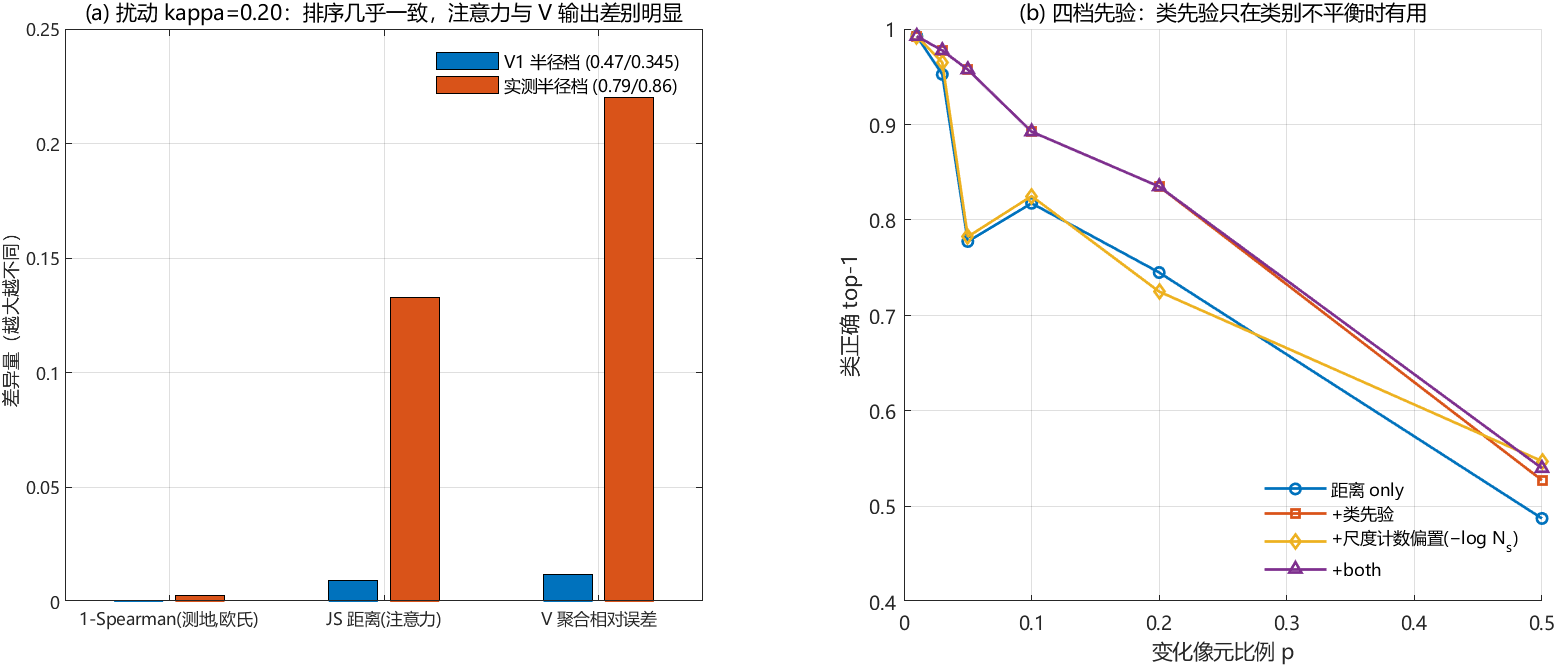 (a) 扰动 kappa=0.20：排序几乎一致，注意力与 V 输出差别明显
0.25
0.2
0.15
0.1
0.05
0
差异量（越大越不同）
V1 半径档 (0.47/0.345)
实测半径档 (0.79/0.86)
1-Spearman(测地,欧氏)
JS 距离(注意力)
V 聚合相对误差
(b) 四档先验：类先验只在类别不平衡时有用
1
0.9
0.8
0.7
0.6
0.5
0.4
类正确 top-1
距离 only
+类先验
+尺度计数偏置(−log Ns)
+both
0
0.1
0.2
0.3
0.4
0.5
变化像元比例 p